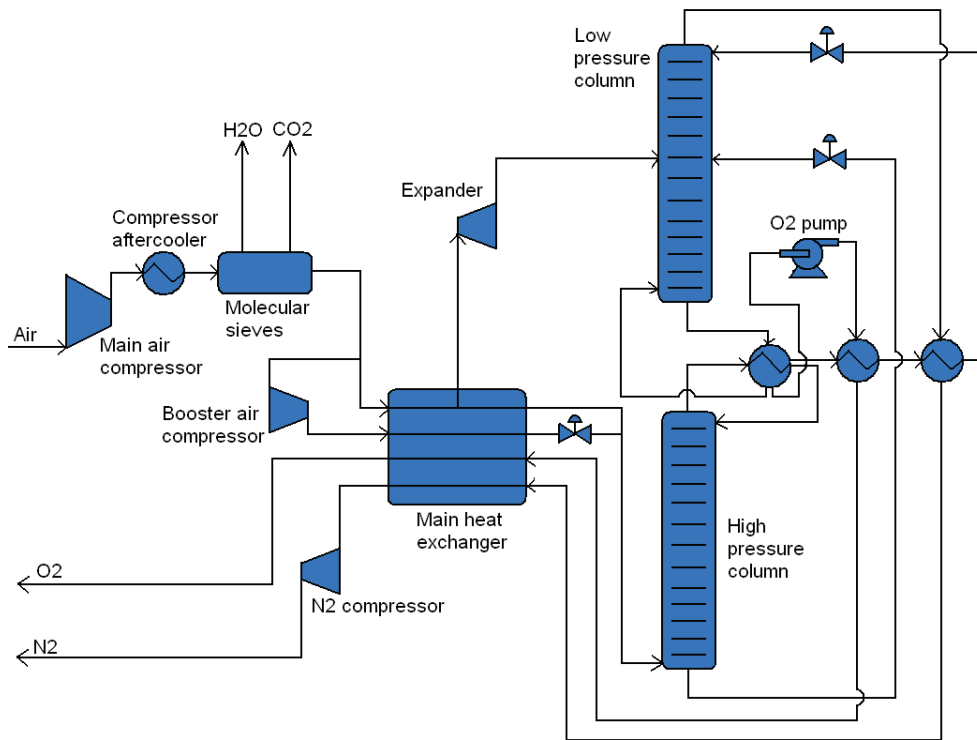 Low
pressure
column
H2O
CO2
Expander
Compressor
aftercooler
O2 pump
Molecular
sieves
Air
Main air
compressor
Booster air
compressor
Main heat
exchanger
High
pressure
column
O2
N2 compressor
N2